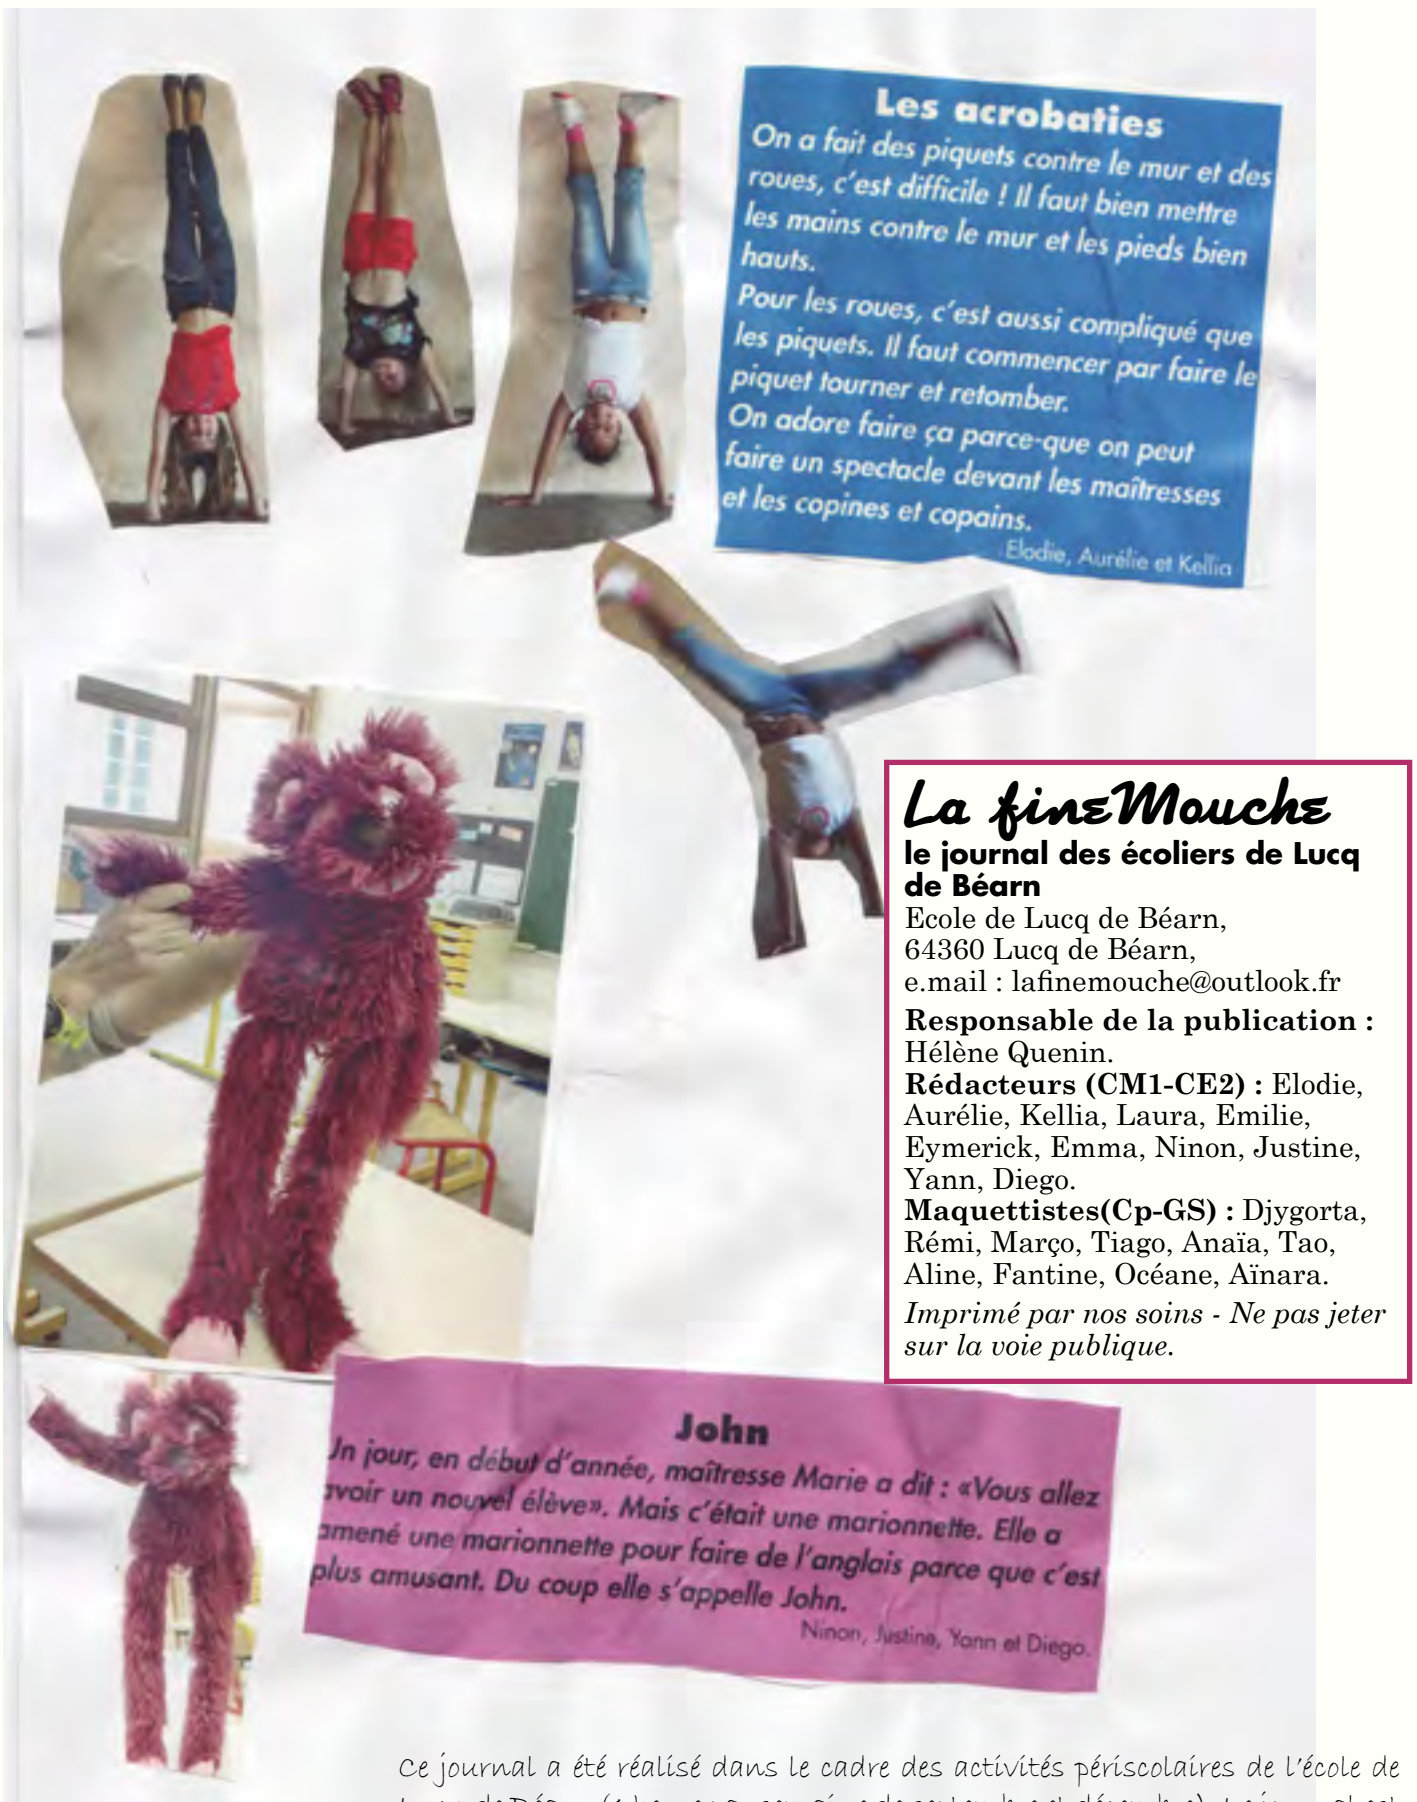 Les acrobaties
On a fait des piquets contre le mur et des
roues, c'est difficile ! Il faut bien mettre
les mains contre le mur et les pieds bien
hauts.
Pour les roues, c'est aussi compliqué que
les piquets. Il faut commencer par faire le
piquet tourner et retomber.
On adore faire ça parce-que on peut
faire un spectacle devant les maîtresses
et les copines et copains.
Elodie, Aurélie et Kellia
La fine Mouche
le journal des écoliers de Lucq
de Béarn
Ecole de Lucq de Béarn,
64360 Lucq de Béarn,
e.mail : lafinemouche@outlook.fr
Responsable de la publication :
Hélène Quenin.
Rédacteurs (CM1-CE2) : Elodie,
Aurélie, Kellia, Laura, Emilie,
Eymerick, Emma, Ninon, Justine,
Yann, Diego.
Maquettistes(Cp-GS) : Djygorta,
Rémi, Março, Tiago, Anaïa, Tao,
Aline, Fantine, Océane, Aïnara.
Imprimé par nos soins - Ne pas jeter
sur la voie publique.
John
Un jour, en début d'année, maîtresse Marie a dit : «Vous allez
avoir un nouvel élève». Mais c'était une marionnette. Elle a
amené une marionnette pour faire de l'anglais parce que c'est
plus amusant. Du coup elle s'appelle John.
Ninon, Justine, Yann et Diego.
Ce journal a été réalisé dans le cadre des activités périscolaires de l'école de